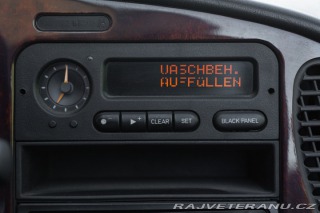 WASCHBEH.
AUFFÜLLEN
CLEAR
SET
BLACK PANEL
RAJVETERANU.CZ